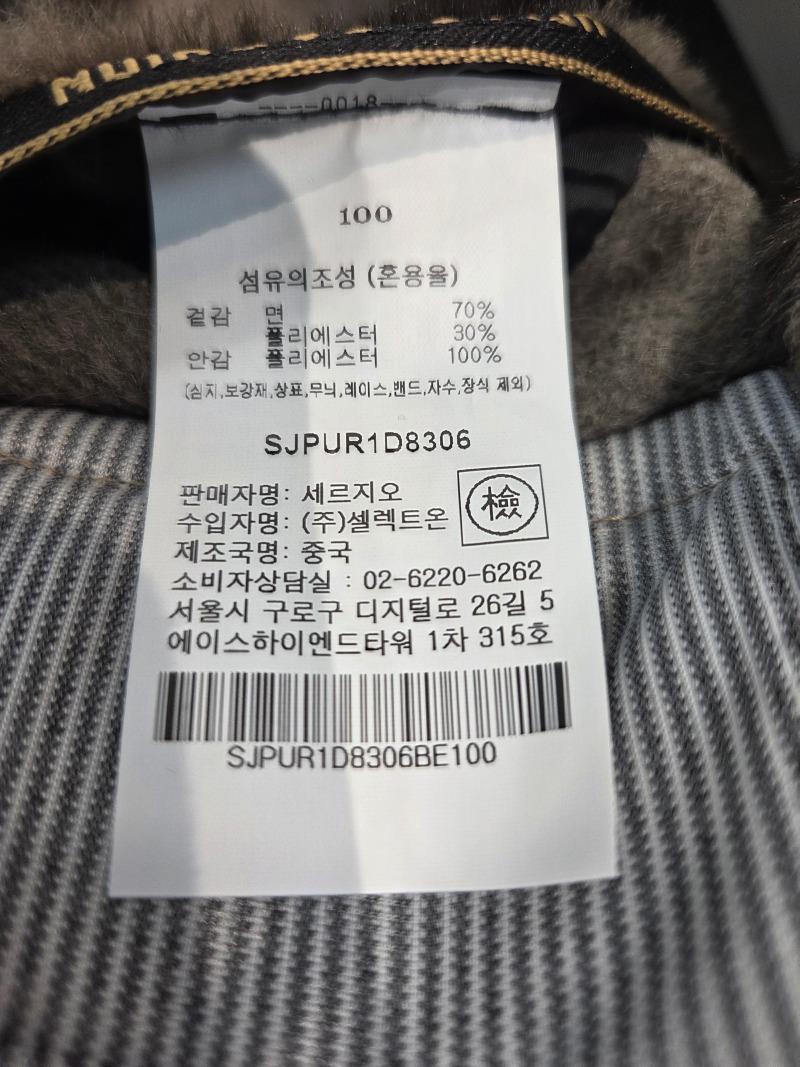 0018
100
섬유의조성 (혼용율)
겉감 면 70%
폴리에스터 30%
안감 폴리에스터 100%
(심지,보강재,상표,무늬,레이스,밴드,자수,장식 제외)
SJPUR1D8306
판매자명: 세르지오
檢
수입자명: (주)셀렉트온
제조국명: 중국
소비자상담실 : 02-6220-6262
서울시 구로구 디지털로 26길 5
에이스하이엔드타워 1차 315호
SJPUR1D8306BE100